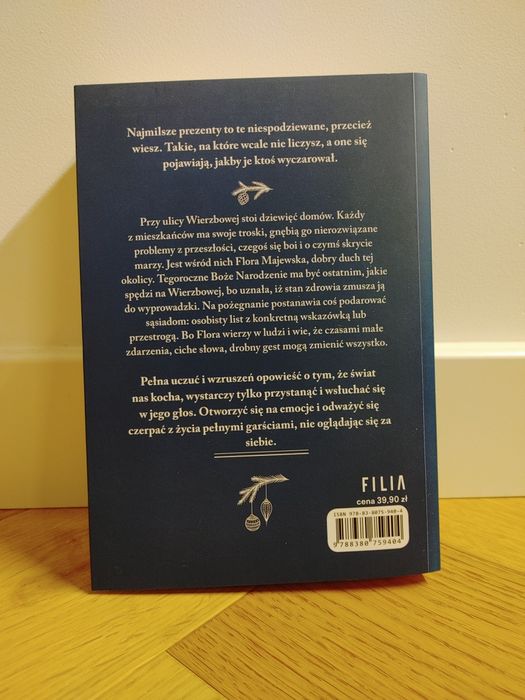 Najmilsze prezenty to te niespodziewane, przecież
wiesz. Takie, na które wcale nie liczysz, a one się
pojawiają, jakby je ktoś wyczarował.
Przy ulicy Wierzbowej stoi dziewięć domów. Każdy
z mieszkańców ma swoje troski, gnębią go nierozwiązane
problemy z przeszłości, czegoś się boi i o czymś skrycie
marzy. Jest wśród nich Flora Majewska, dobry duch tej
okolicy. Tegoroczne Boże Narodzenie ma być ostatnim, jakie
spędzi na Wierzbowej, bo uznała, iż stan zdrowia zmusza ją
do wyprowadzki. Na pożegnanie postanawia coś podarować
sąsiadom: osobisty list z konkretną wskazówką lub
przestrogą. Bo Flora wierzy w ludzi i wie, że czasami małe
zdarzenia, ciche słowa, drobny gest mogą zmienić wszystko.
Pełna uczuć i wzruszeń opowieść o tym, że świat
nas kocha, wystarczy tylko przystanąć i wsłuchać się
w jego głos. Otworzyć się na emocje i odważyć się
czerpać z życia pełnymi garściami, nie oglądając się za
siebie.
FILIA
cena 39,90 zł
ISBN 978-83-8075-940-4
9 788380 759404